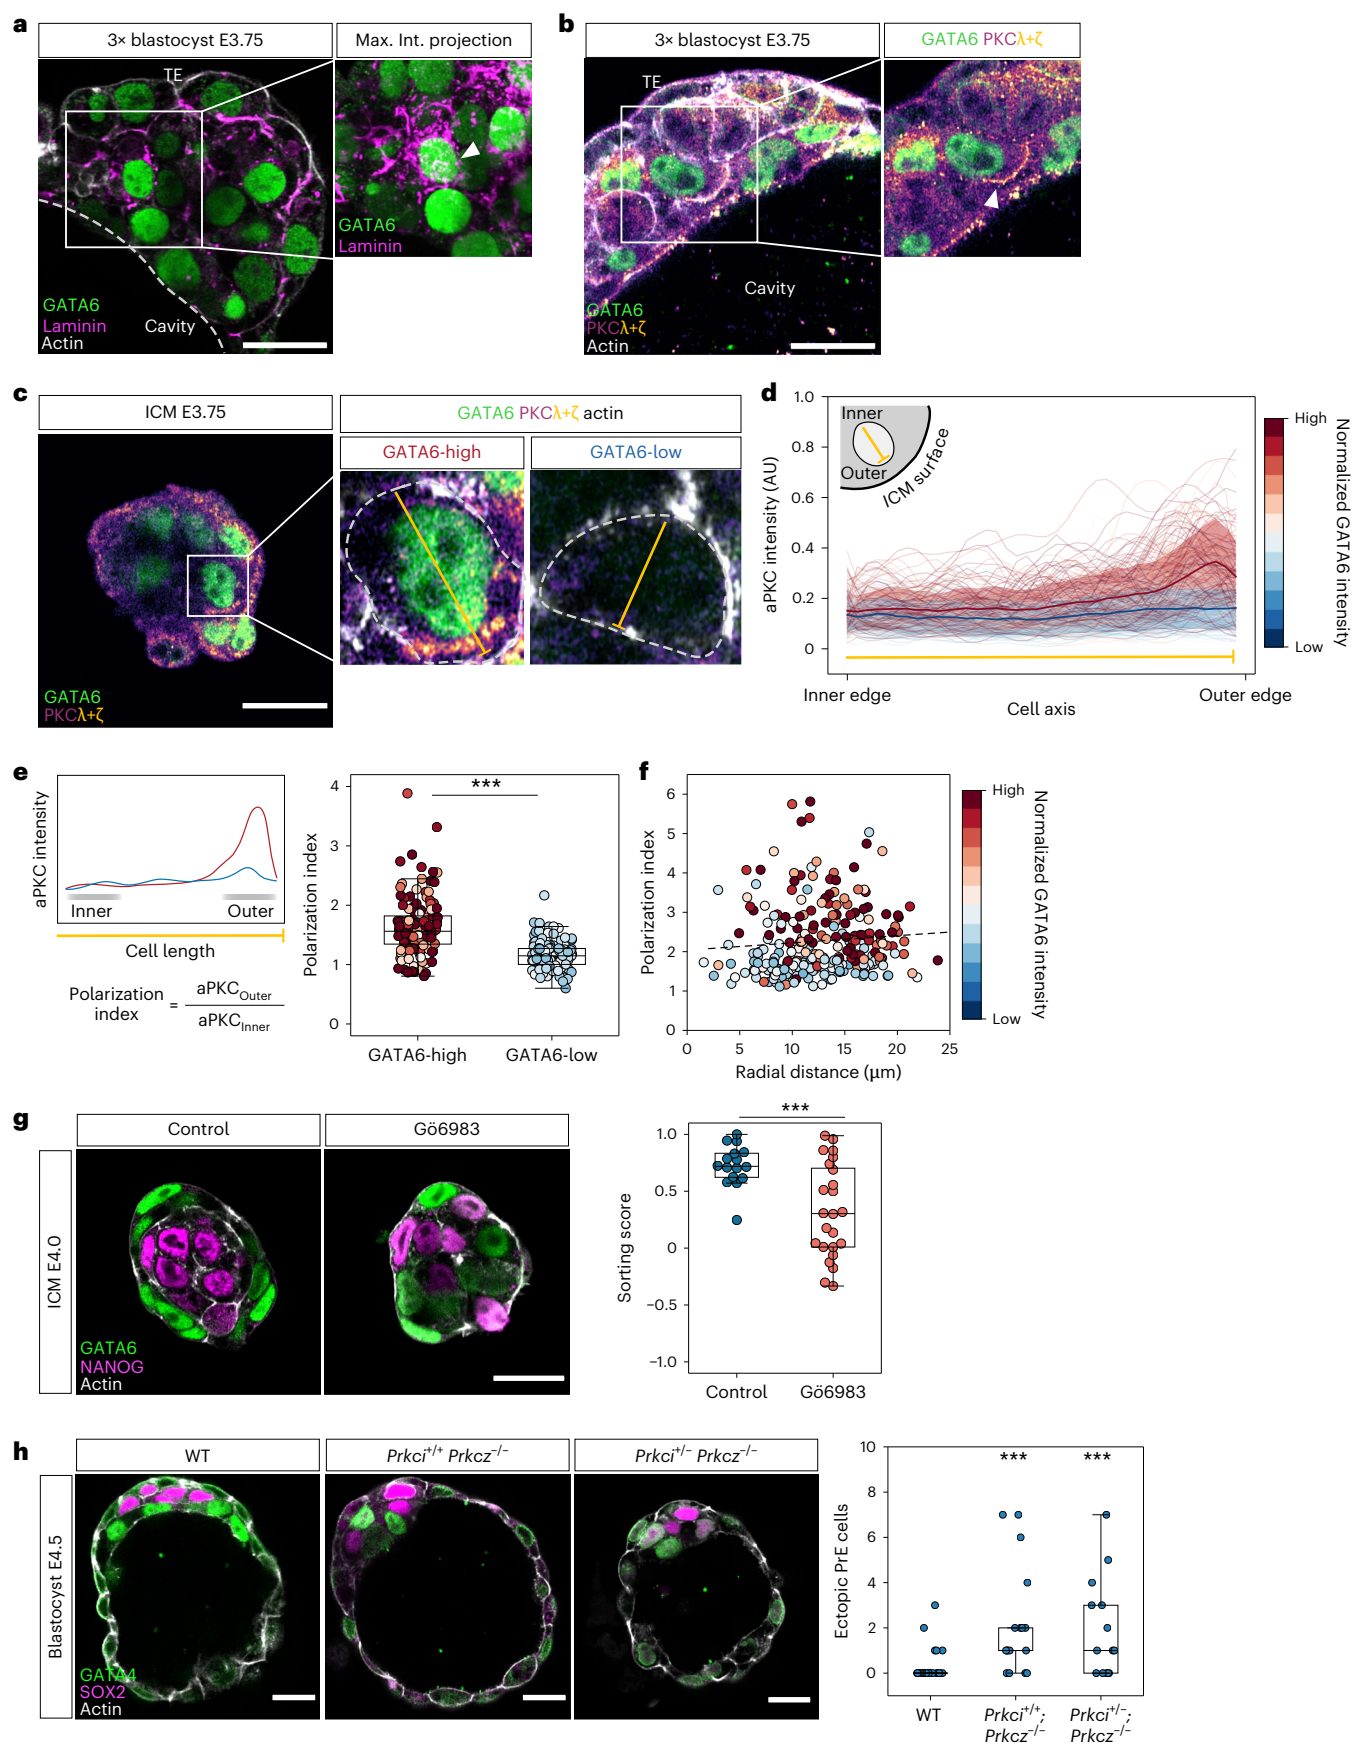 a
3× blastocyst E3.75
Max. Int. projection
TE
GATA6
Laminin
Actin
Cavity
GATA6
Laminin
b
3× blastocyst E3.75
GATA6 PKCλ+ζ
TE
Cavity
GATA6
PKCλ+ζ
Actin
c
ICM E3.75
GATA6 PKCλ+ζ actin
GATA6-high
GATA6-low
GATA6
PKCλ+ζ
d
aPKC intensity (AU)
1.0
0.8
0.6
0.4
0.2
0
Inner
Outer
ICM surface
Inner edge
Cell axis
Outer edge
High
Low
Normalized GATA6 intensity
e
aPKC intensity
Inner
Outer
Cell length
Polarization index = aPKCOuter / aPKCInner
Polarization index
4
3
2
1
0
***
GATA6-high
GATA6-low
f
Polarization index
6
5
4
3
2
1
0
0
5
10
15
20
25
Radial distance (µm)
High
Low
Normalized GATA6 intensity
g
Control
Gö6983
ICM E4.0
GATA6
NANOG
Actin
Sorting score
1.0
0.5
0
−0.5
−1.0
***
Control
Gö6983
h
WT
Prkci+/+ Prkcz−/−
Prkci+/− Prkcz−/−
Blastocyst E4.5
GATA4
SOX2
Actin
Ectopic PrE cells
10
8
6
4
2
0
***
***
WT
Prkci+/+;
Prkcz−/−
Prkci+/−;
Prkcz−/−